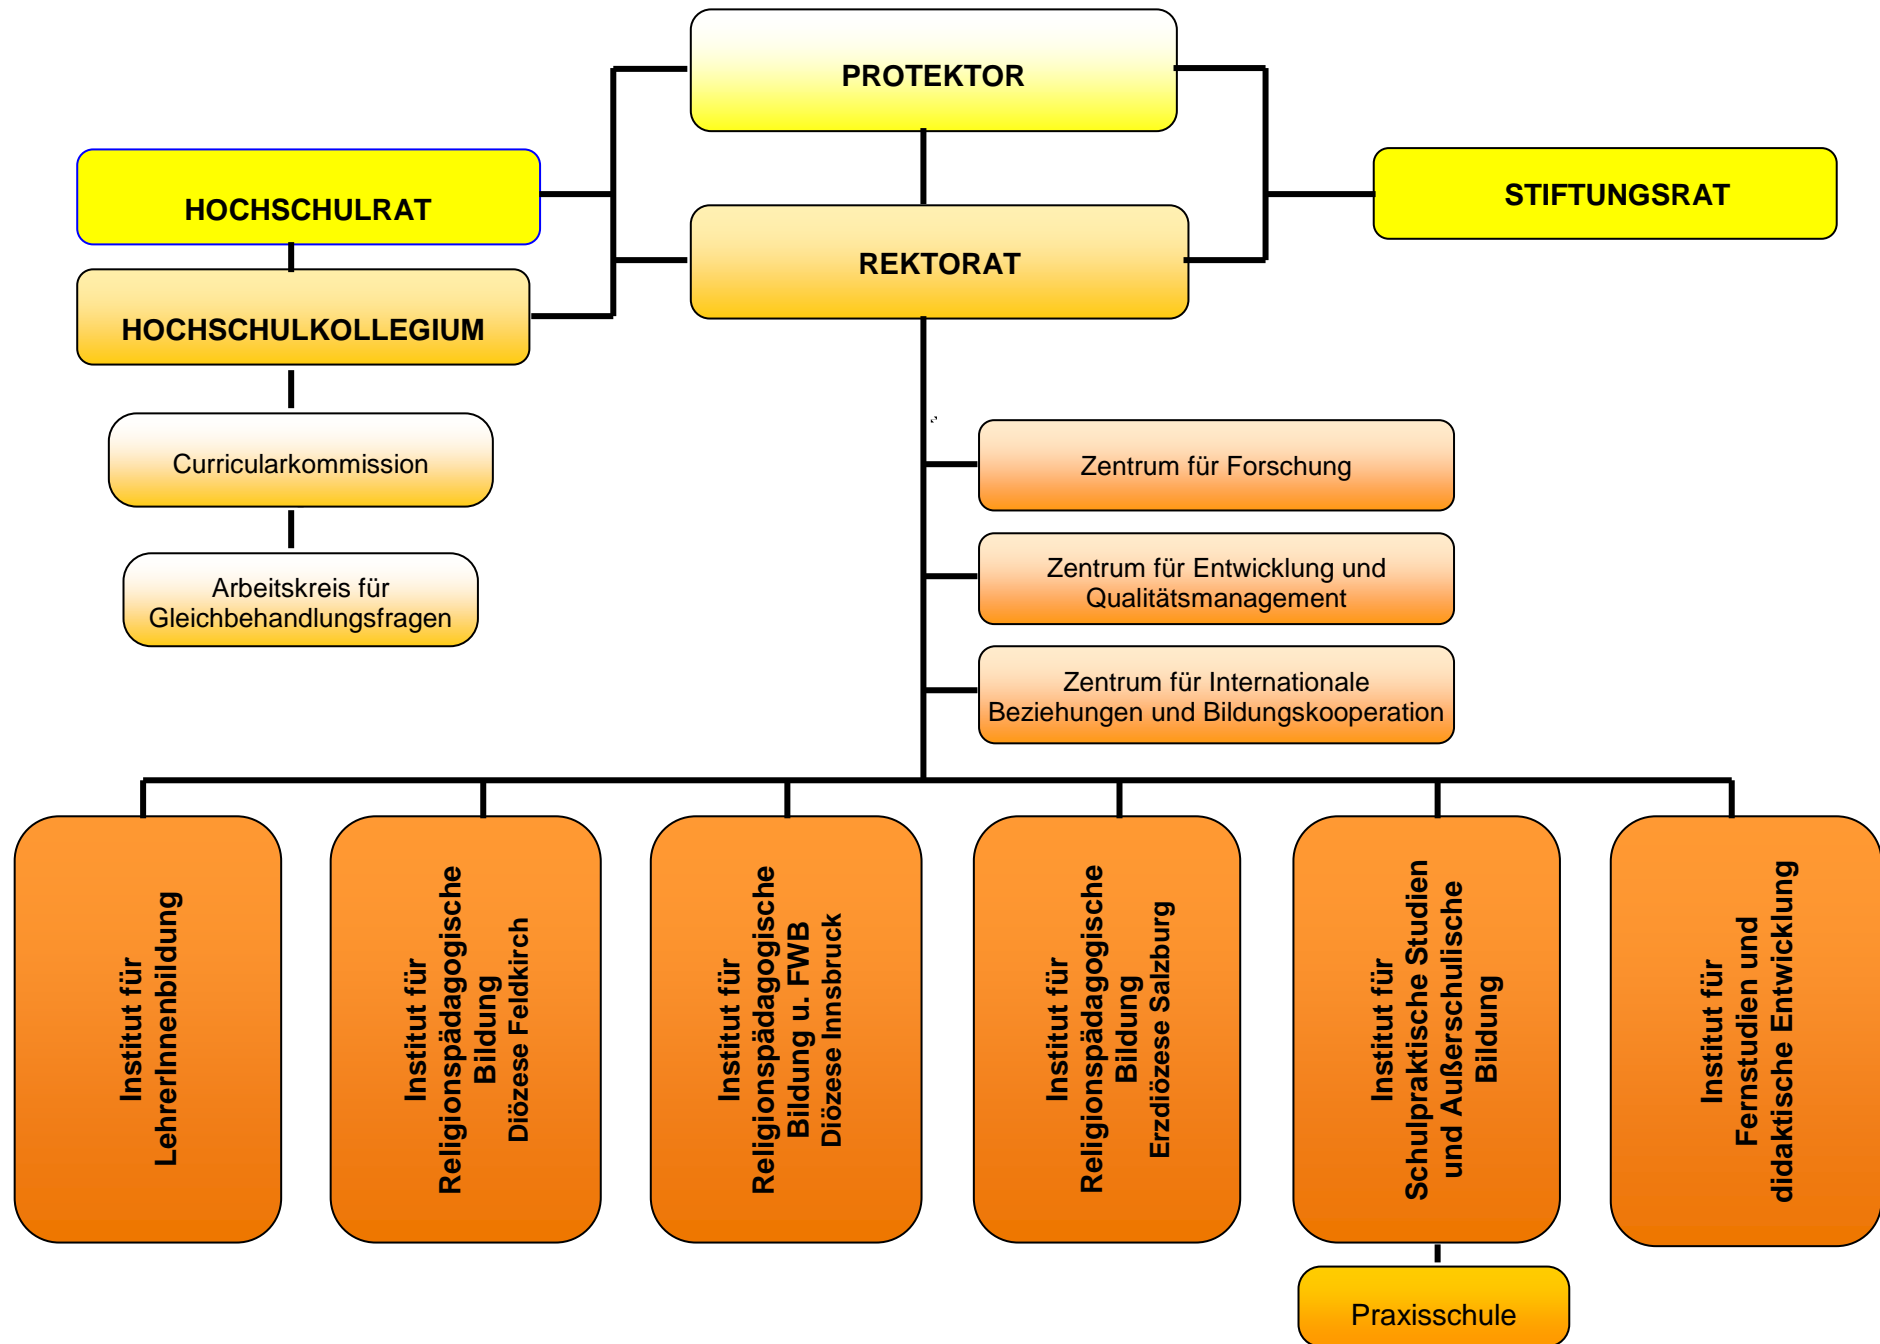 PROTEKTOR
HOCHSCHULRAT
STIFTUNGSRAT
REKTORAT
HOCHSCHULKOLLEGIUM
Curricularkommission
Zentrum für Forschung
Arbeitskreis für
Gleichbehandlungsfragen
Zentrum für Entwicklung und
Qualitätsmanagement
Zentrum für Internationale
Beziehungen und Bildungskooperation
Institut für
LehrerInnenbildung
Institut für
Religionspädagogische
Bildung
Diözese Feldkirch
Institut für
Religionspädagogische
Bildung u. FWB
Diözese Innsbruck
Institut für
Religionspädagogische
Bildung
Erzdiözese Salzburg
Institut für
Schulpraktische Studien
und Außerschulische
Bildung
Institut für
Fernstudien und
didaktische Entwicklung
Praxisschule